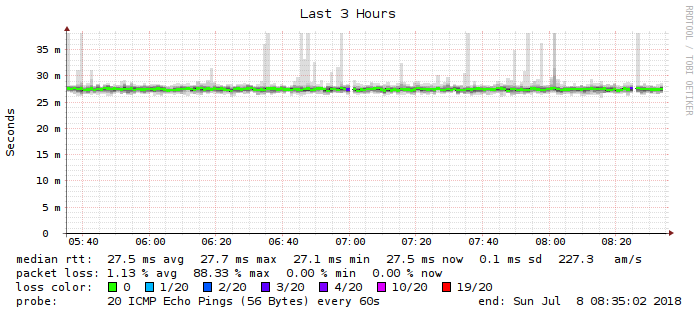 Last 3 Hours
RRDTOOL / TOBI OETIKER
Seconds
35 m
30 m
25 m
20 m
15 m
10 m
5 m
0
05:40 06:00 06:20 06:40 07:00 07:20 07:40 08:00 08:20
median rtt: 27.5 ms avg 27.7 ms max 27.1 ms min 27.5 ms now 0.1 ms sd 227.3 am/s
packet loss: 1.13 % avg 88.33 % max 0.00 % min 0.00 % now
loss color: 0 1/20 2/20 3/20 4/20 10/20 19/20
probe: 20 ICMP Echo Pings (56 Bytes) every 60s end: Sun Jul 8 08:35:02 2018